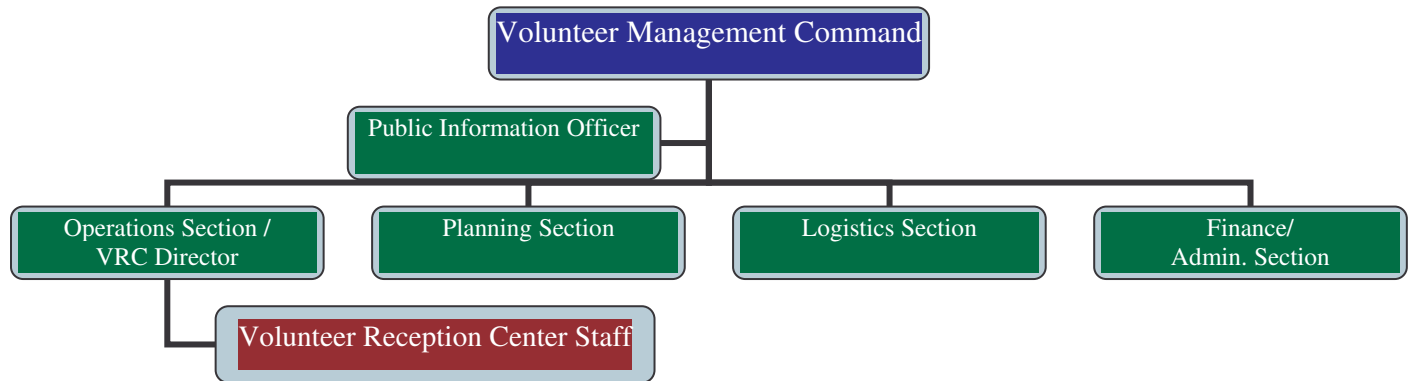 Volunteer Management Command
Public Information Officer
Operations Section /
VRC Director
Planning Section
Logistics Section
Finance/
Admin. Section
Volunteer Reception Center Staff